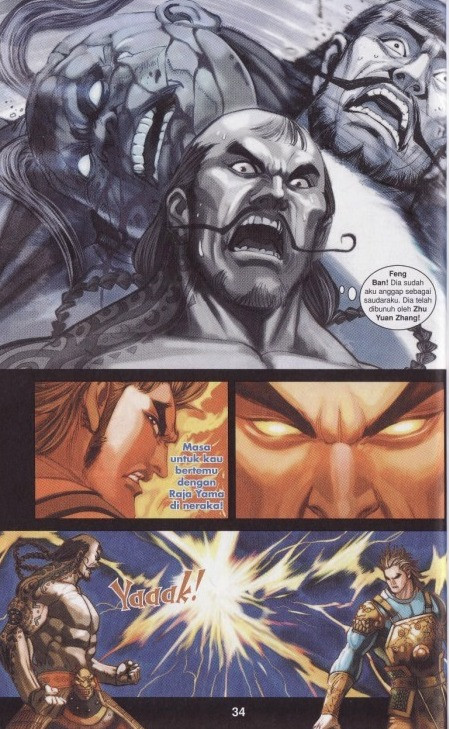 Feng
Ban! Dia sudah
aku anggap sebagai
saudaraku. Dia telah
dibunuh oleh Zhu
Yuan Zhang!
Masa
untuk kau
bertemu
dengan
Raja Yama
di neraka!
Yaaak!
34